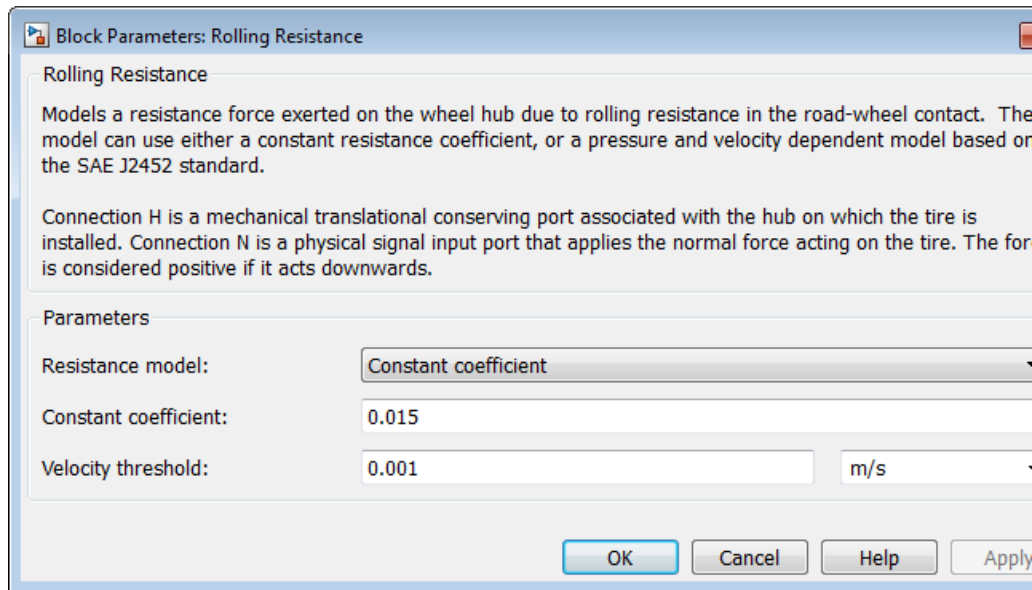 Block Parameters: Rolling Resistance
Rolling Resistance
Models a resistance force exerted on the wheel hub due to rolling resistance in the road-wheel contact. The
model can use either a constant resistance coefficient, or a pressure and velocity dependent model based on
the SAE J2452 standard.
Connection H is a mechanical translational conserving port associated with the hub on which the tire is
installed. Connection N is a physical signal input port that applies the normal force acting on the tire. The for
is considered positive if it acts downwards.
Parameters
Resistance model: Constant coefficient
Constant coefficient: 0.015
Velocity threshold: 0.001 m/s
OK Cancel Help Apply